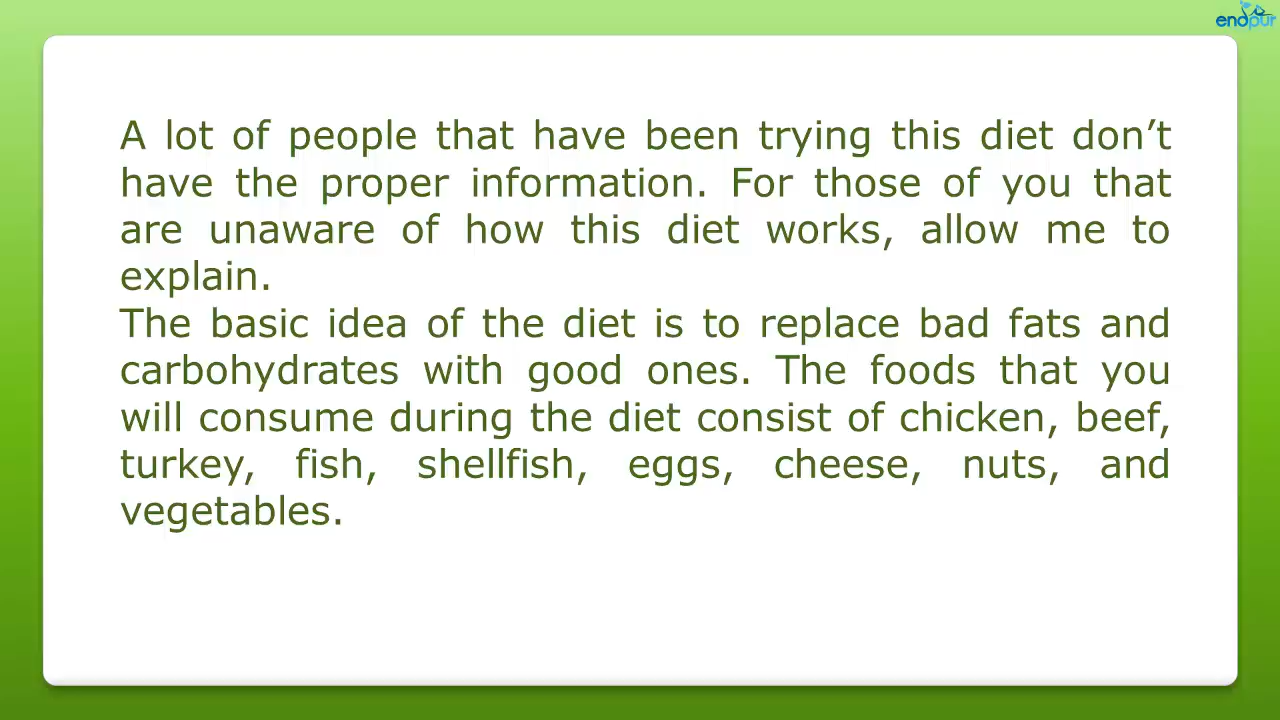 endpur
A lot of people that have been trying this diet don’t
have the proper information. For those of you that
are unaware of how this diet works, allow me to
explain.
The basic idea of the diet is to replace bad fats and
carbohydrates with good ones. The foods that you
will consume during the diet consist of chicken, beef,
turkey, fish, shellfish, eggs, cheese, nuts, and
vegetables.